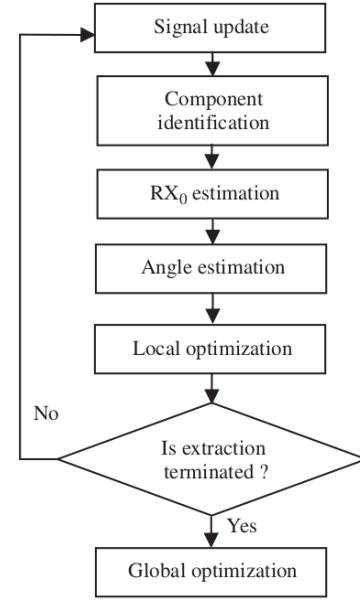 Signal update
Component
identification
RX₀ estimation
Angle estimation
Local optimization
No
Is extraction
terminated ?
Yes
Global optimization